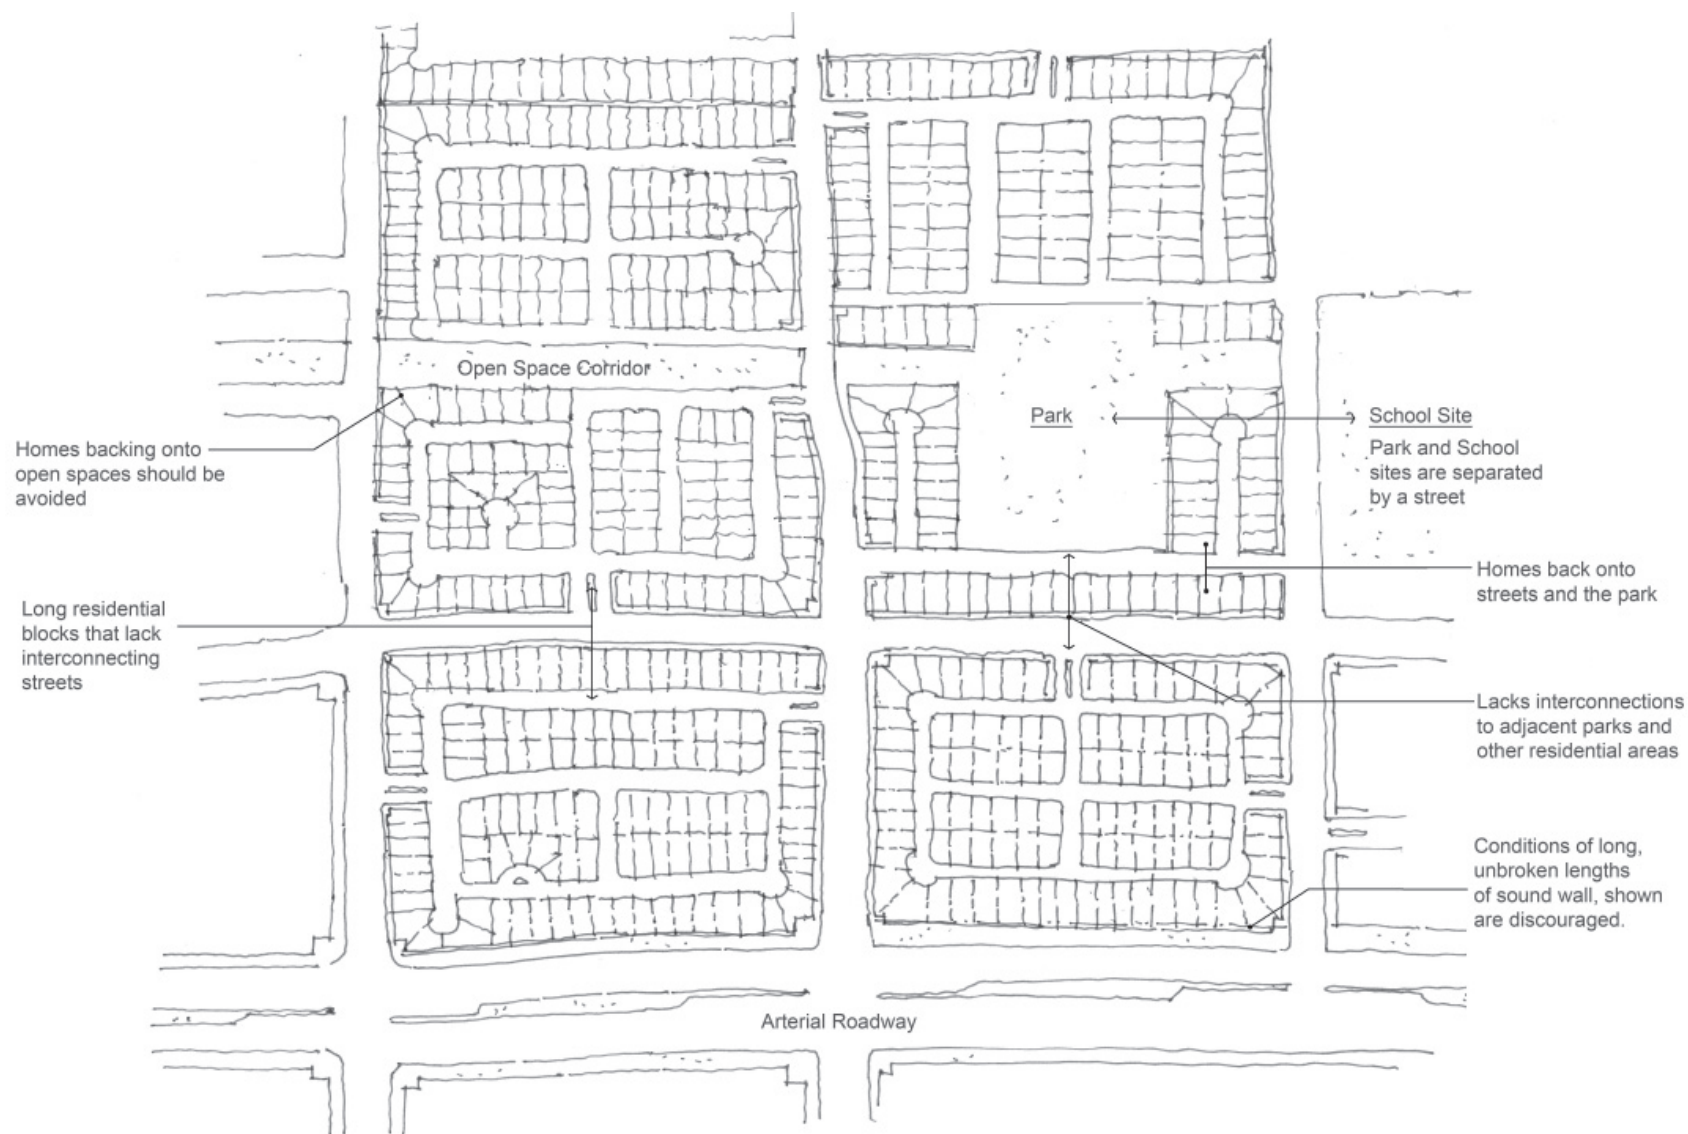 Open Space Corridor
Park
School Site
Park and School
sites are separated
by a street
Homes backing onto
open spaces should be
avoided
Homes back onto
streets and the park
Long residential
blocks that lack
interconnecting
streets
Lacks interconnections
to adjacent parks and
other residential areas
Conditions of long,
unbroken lengths
of sound wall, shown
are discouraged.
Arterial Roadway